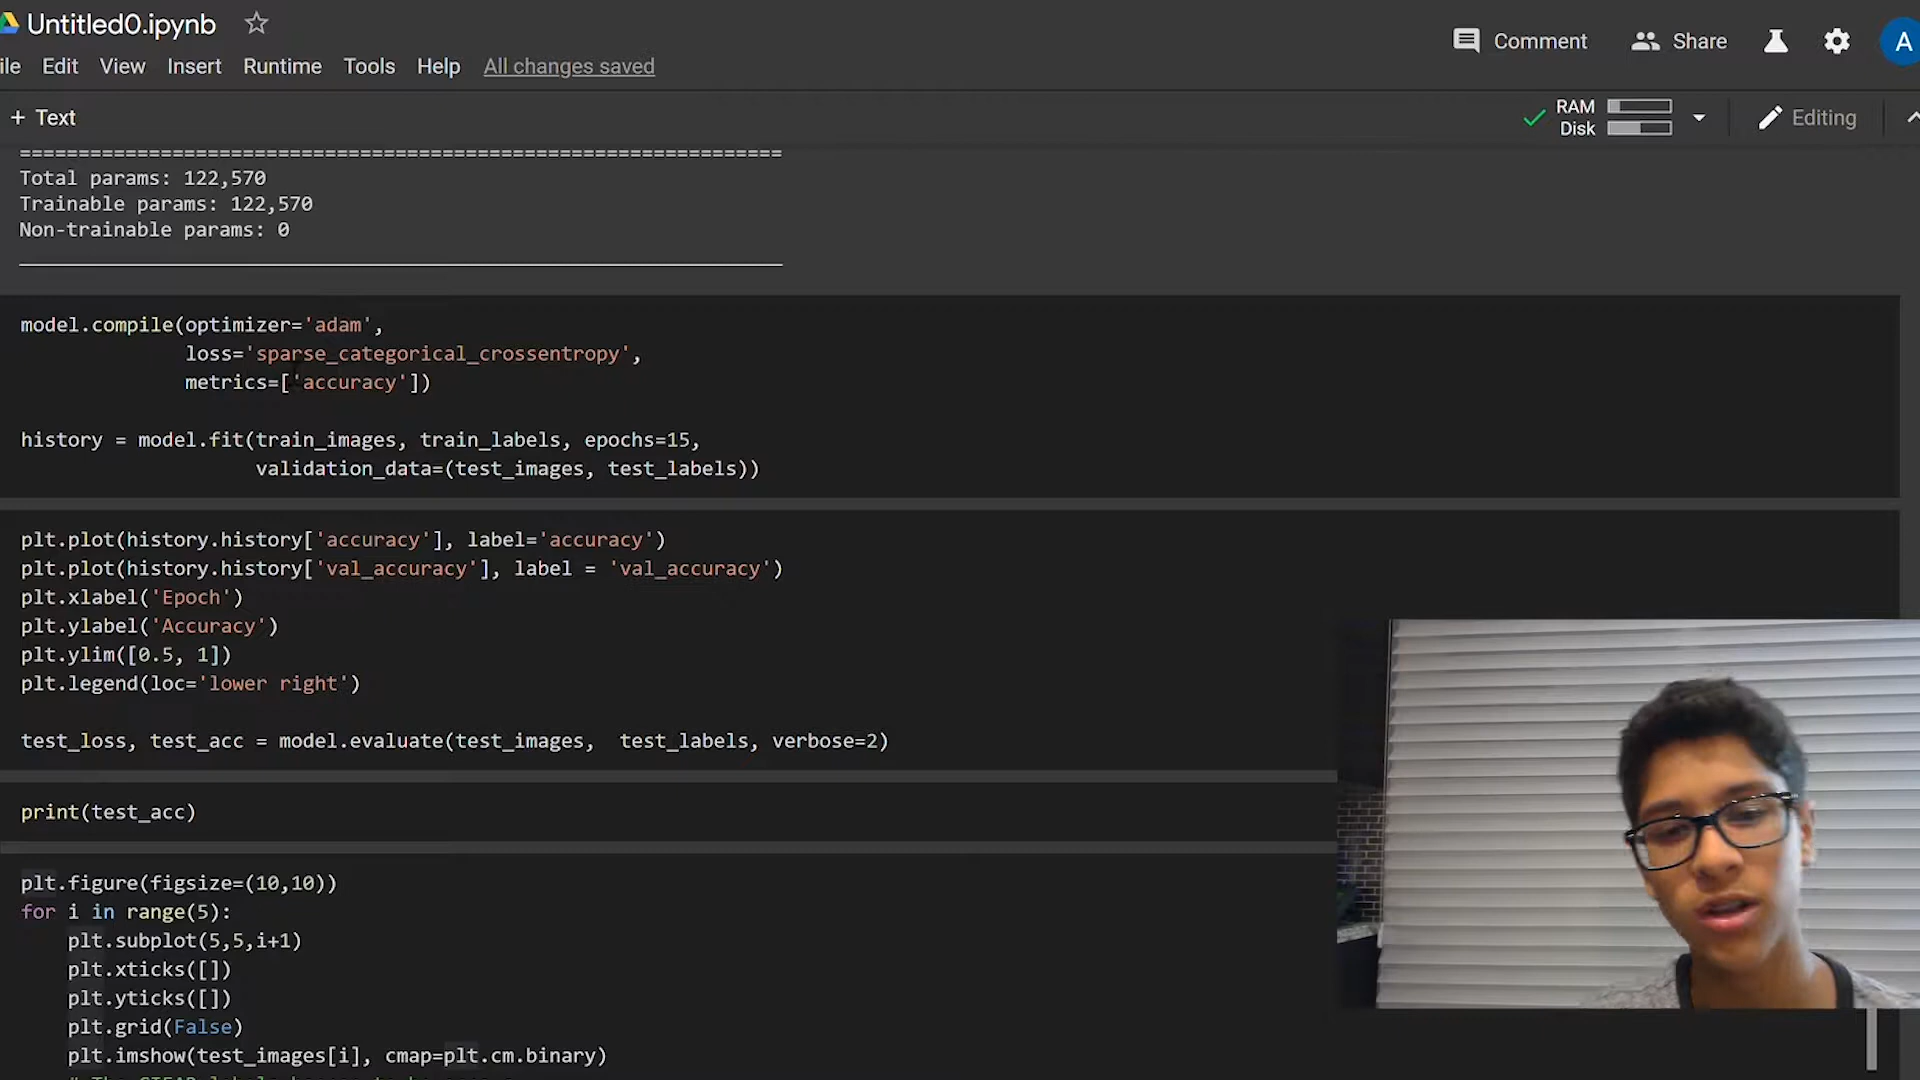 Untitled0.ipynb
Comment
Share
A
ile Edit View Insert Runtime Tools Help All changes saved
+ Text
RAM
Disk
Editing
=================================================================
Total params: 122,570
Trainable params: 122,570
Non-trainable params: 0
_________________________________________________________________
model.compile(optimizer='adam',
loss='sparse_categorical_crossentropy',
metrics=['accuracy'])
history = model.fit(train_images, train_labels, epochs=15,
validation_data=(test_images, test_labels))
plt.plot(history.history['accuracy'], label='accuracy')
plt.plot(history.history['val_accuracy'], label = 'val_accuracy')
plt.xlabel('Epoch')
plt.ylabel('Accuracy')
plt.ylim([0.5, 1])
plt.legend(loc='lower right')
test_loss, test_acc = model.evaluate(test_images,  test_labels, verbose=2)
print(test_acc)
plt.figure(figsize=(10,10))
for i in range(5):
plt.subplot(5,5,i+1)
plt.xticks([])
plt.yticks([])
plt.grid(False)
plt.imshow(test_images[i], cmap=plt.cm.binary)